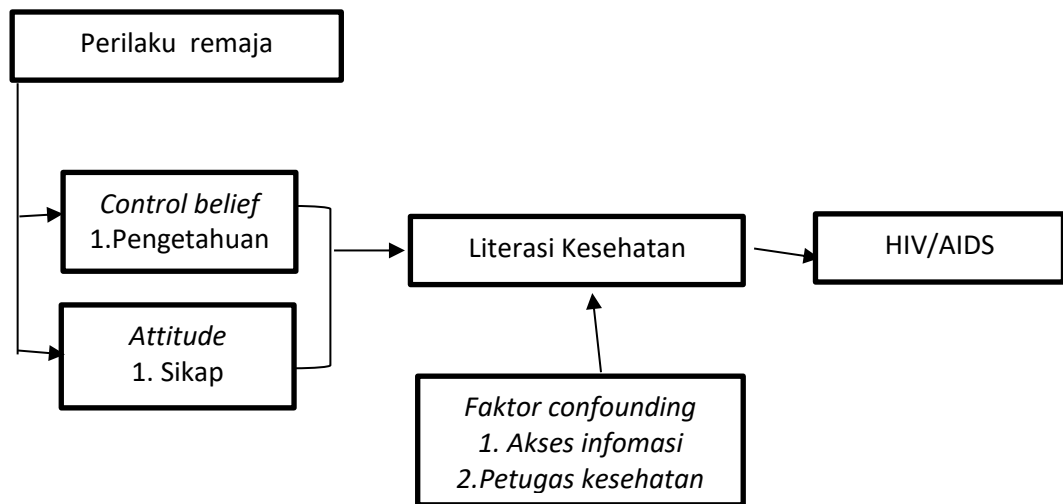 Perilaku remaja
Control belief
1.Pengetahuan
Literasi Kesehatan
HIV/AIDS
Attitude
1. Sikap
Faktor confounding
1. Akses infomasi
2.Petugas kesehatan